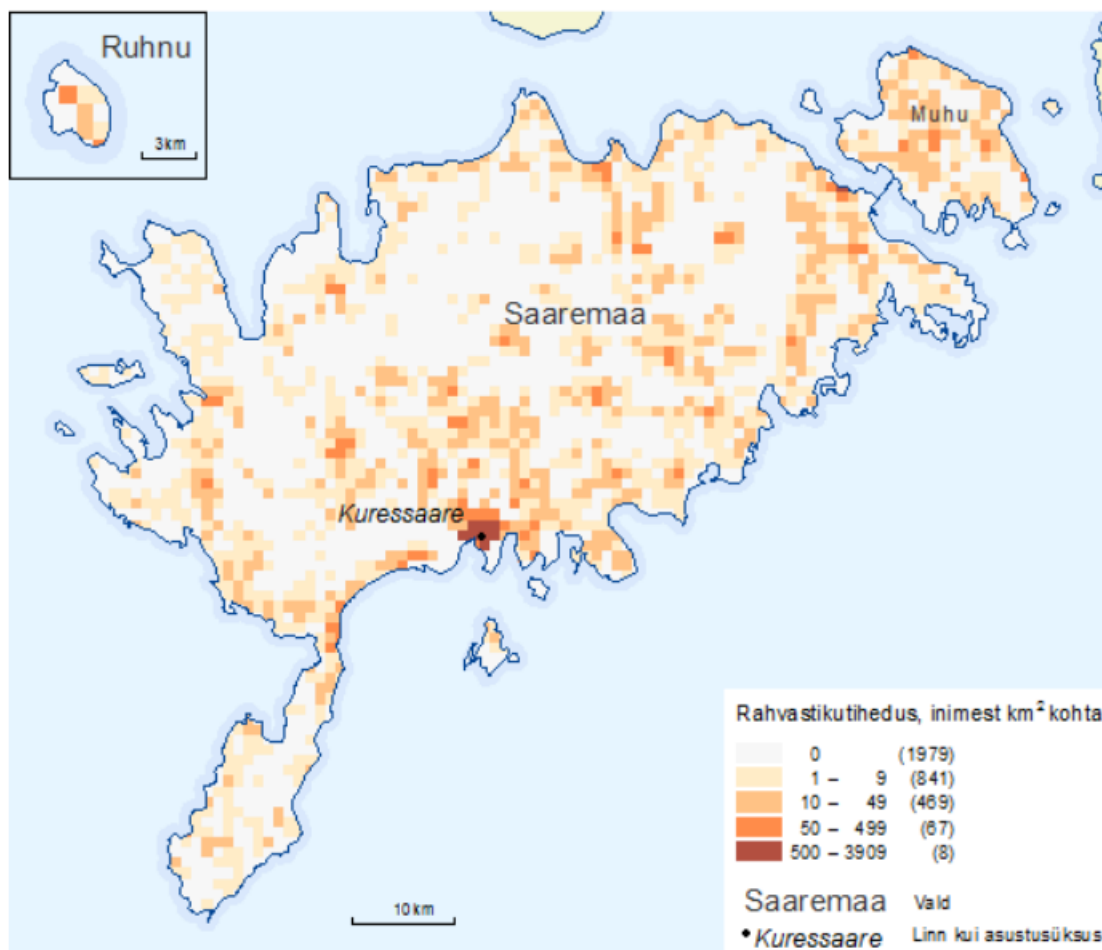 Ruhnu
3km
Muhu
Saaremaa
Kuressaare
10km
Rahvastikutihedus, inimest km² kohta
0 (1979)
1 – 9 (841)
10 – 49 (469)
50 – 499 (67)
500 – 3909 (8)
Saaremaa Vald
Kuressaare Linn kui asustusüksus